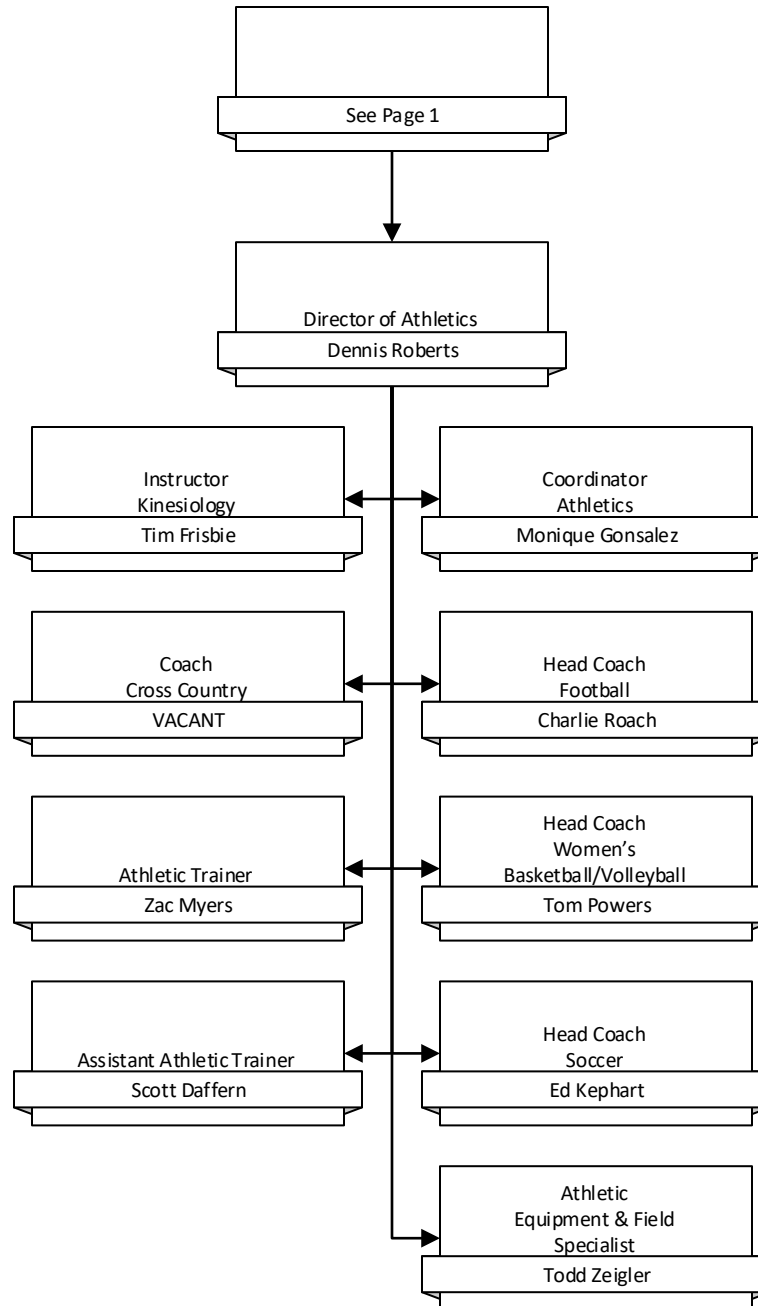 See Page 1
Director of Athletics
Dennis Roberts
Instructor
Kinesiology
Tim Frisbie
Coordinator
Athletics
Monique Gonsalez
Coach
Cross Country
VACANT
Head Coach
Football
Charlie Roach
Athletic Trainer
Zac Myers
Head Coach
Women's
Basketball/Volleyball
Tom Powers
Assistant Athletic Trainer
Scott Daffern
Head Coach
Soccer
Ed Kephart
Athletic
Equipment & Field
Specialist
Todd Zeigler